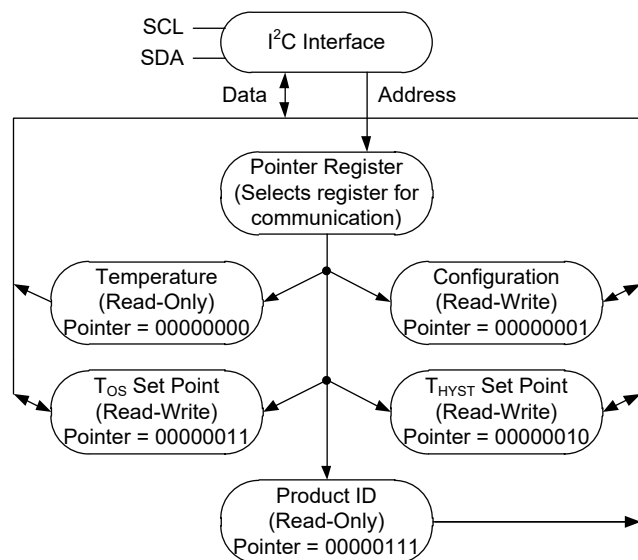 SCL
SDA
I²C Interface
Data
Address
Pointer Register
(Selects register for
communication)
Temperature
(Read-Only)
Pointer = 00000000
Configuration
(Read-Write)
Pointer = 00000001
T_OS Set Point
(Read-Write)
Pointer = 00000011
T_HYST Set Point
(Read-Write)
Pointer = 00000010
Product ID
(Read-Only)
Pointer = 00000111